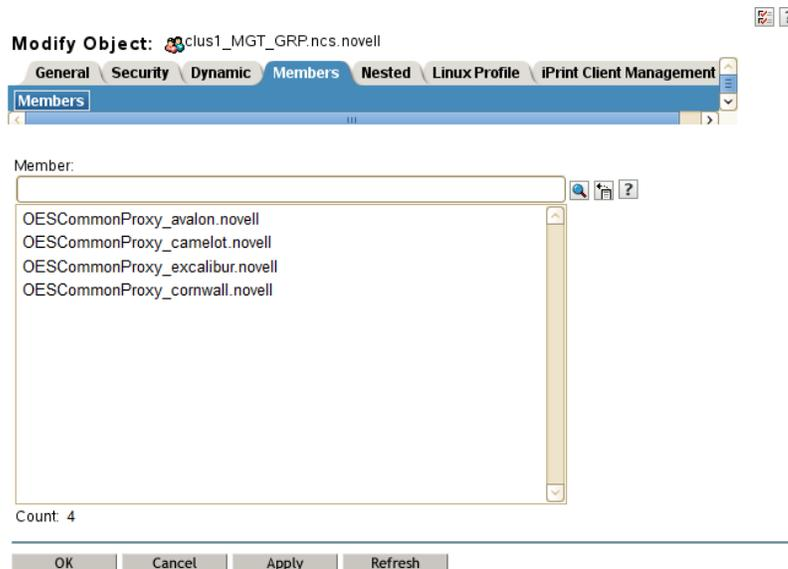 Modify Object: clus1_MGT_GRP.ncs.novell
General Security Dynamic Members Nested Linux Profile iPrint Client Management
Members
Member:
?
OESCommonProxy_avalon.novell
OESCommonProxy_camelot.novell
OESCommonProxy_excalibur.novell
OESCommonProxy_cornwall.novell
Count: 4
OK Cancel Apply Refresh